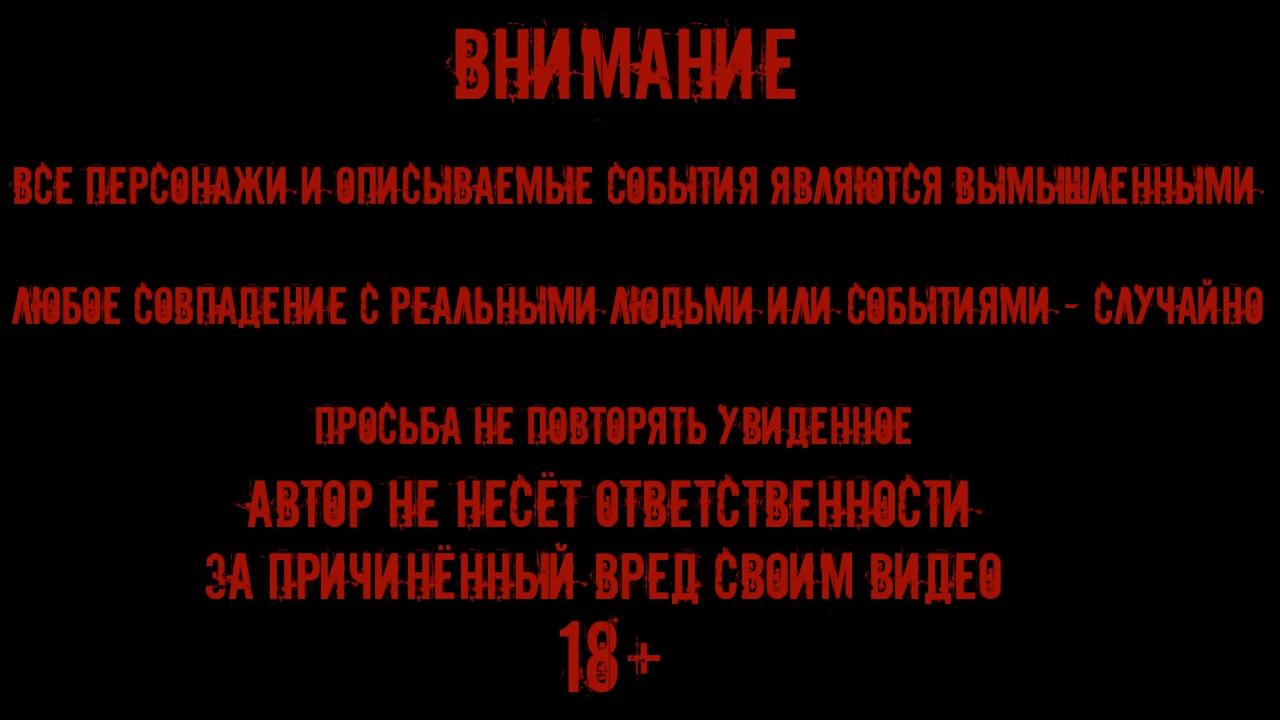 ВНИМАНИЕ
ВСЕ ПЕРСОНАЖИ И ОПИСЫВАЕМЫЕ СОБЫТИЯ ЯВЛЯЮТСЯ ВЫМЫШЛЕННЫМИ
ЛЮБОЕ СОВПАДЕНИЕ С РЕАЛЬНЫМИ ЛЮДЬМИ ИЛИ СОБЫТИЯМИ - СЛУЧАЙНО
ПРОСЬБА НЕ ПОВТОРЯТЬ УВИДЕННОЕ
АВТОР НЕ НЕСЁТ ОТВЕТСТВЕННОСТИ
ЗА ПРИЧИНЁННЫЙ ВРЕД СВОИМ ВИДЕО
18+